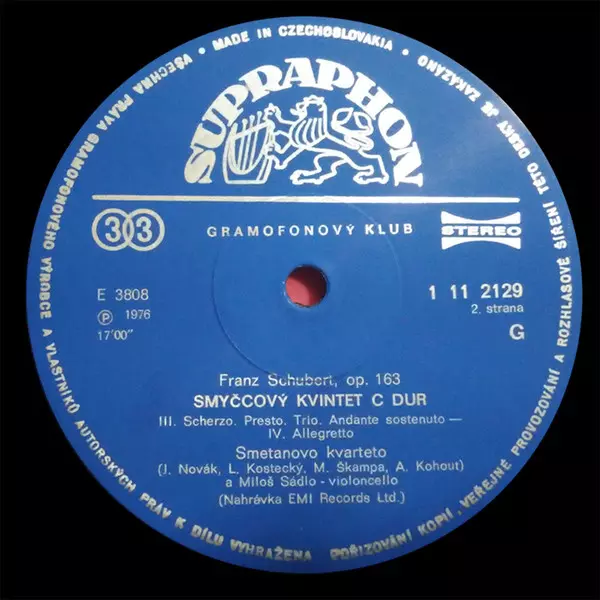 MADE IN CZECHOSLOVAKIA • VŠECHNA PRÁVA GRAMOFONOVÉHO VÝROBCE A VLASTNÍKŮ AUTORSKÝCH PRÁV K DÍLU VYHRAŽENA POŘIZOVÁNÍ KOPIÍ, VEŘEJNÉ PROVOZOVÁNÍ A ROZHLASOVÉ ŠÍŘENÍ TÉTO DESKY JE ZAKÁZÁNO •
SUPRAPHON
33
GRAMOFONOVÝ KLUB
STEREO
E 3808
1 11 2129
Ⓟ 1976
2. strana
17'00"
G
Franz Schubert, op. 163
SMYČCOVÝ KVINTET C DUR
III. Scherzo. Presto. Trio. Andante sostenuto —
IV. Allegretto
Smetanovo kvarteto
(J. Novák, L. Kostecký, M. Škampa, A. Kohout)
a Miloš Sádlo - violoncello
(Nahrávka EMI Records Ltd.)